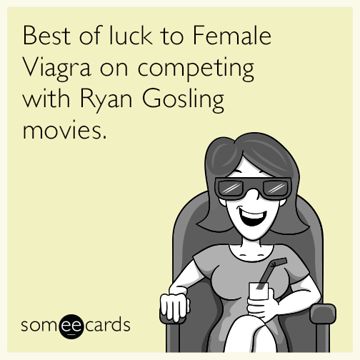 Best of luck to Female
Viagra on competing
with Ryan Gosling
movies.
someecards